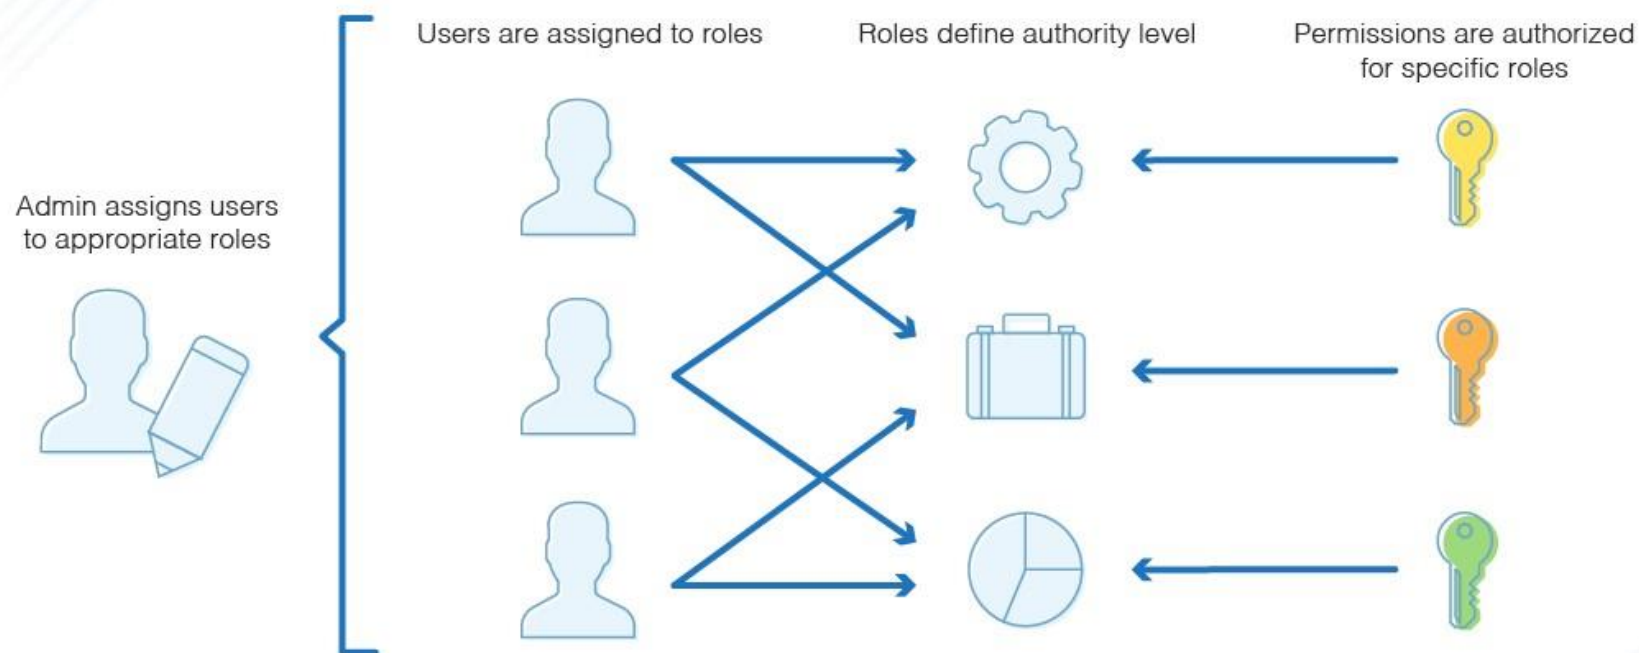 Users are assigned to roles
Roles define authority level
Permissions are authorized
for specific roles
Admin assigns users
to appropriate roles